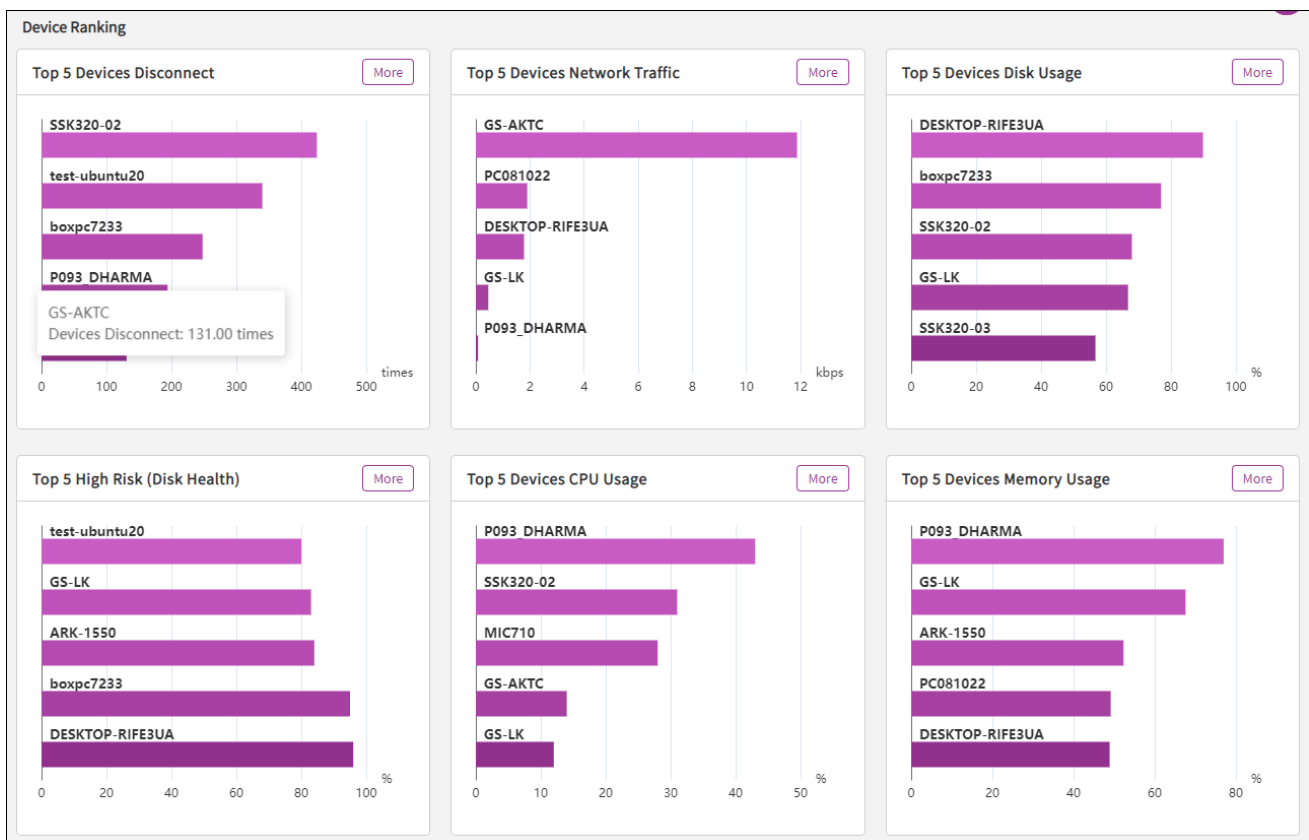 Device Ranking
Top 5 Devices Disconnect
More
SSK320-02
test-ubuntu20
boxpc7233
P093_DHARMA
GS-AKTC
Devices Disconnect: 131.00 times
times
0 100 200 300 400 500
Top 5 Devices Network Traffic
More
GS-AKTC
PC081022
DESKTOP-RIFE3UA
GS-LK
P093_DHARMA
kbps
0 2 4 6 8 10 12
Top 5 Devices Disk Usage
More
DESKTOP-RIFE3UA
boxpc7233
SSK320-02
GS-LK
SSK320-03
%
0 20 40 60 80 100
Top 5 High Risk (Disk Health)
More
test-ubuntu20
GS-LK
ARK-1550
boxpc7233
DESKTOP-RIFE3UA
%
0 20 40 60 80 100
Top 5 Devices CPU Usage
More
P093_DHARMA
SSK320-02
MIC710
GS-AKTC
GS-LK
%
0 10 20 30 40 50
Top 5 Devices Memory Usage
More
P093_DHARMA
GS-LK
ARK-1550
PC081022
DESKTOP-RIFE3UA
%
0 20 40 60 80